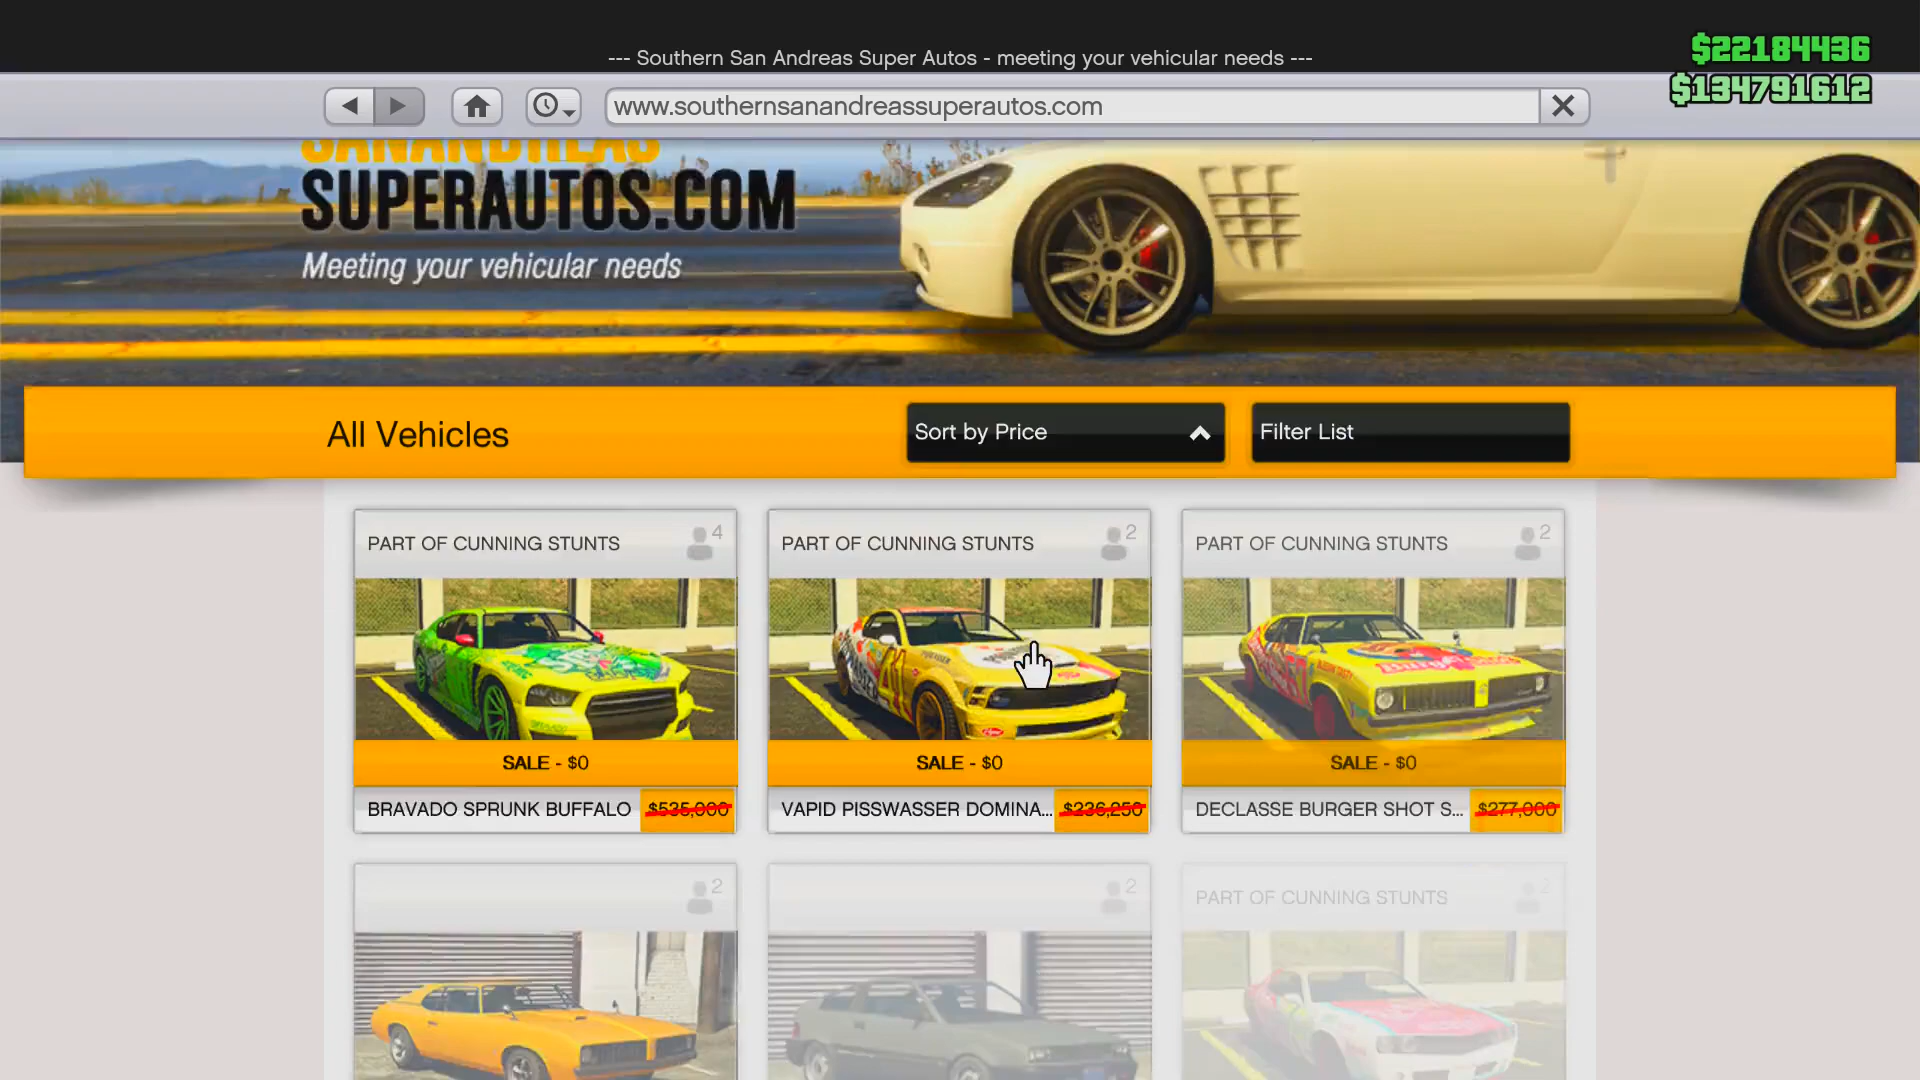 --- Southern San Andreas Super Autos - meeting your vehicular needs ---
$22184436
$134791612
www.southernsanandreassuperautos.com
SANANDREAS
SUPERAUTOS.COM
Meeting your vehicular needs
All Vehicles
Sort by Price
Filter List
PART OF CUNNING STUNTS 4
PART OF CUNNING STUNTS 2
PART OF CUNNING STUNTS 2
SALE - $0
SALE - $0
SALE - $0
BRAVADO SPRUNK BUFFALO $535,000
VAPID PISSWASSER DOMINA... $236,250
DECLASSE BURGER SHOT S... $277,000
2
2
PART OF CUNNING STUNTS 2